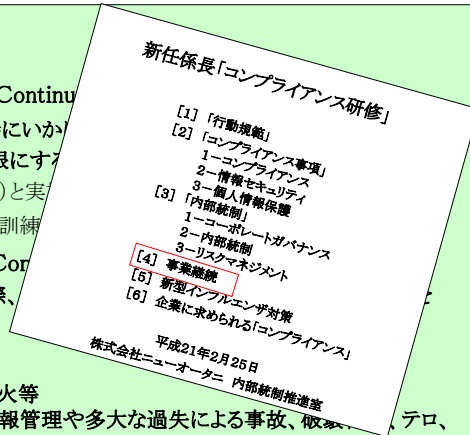 Continu
にいか
限にする
)と実
訓練
Con
際、
火等
報管理や多大な過失による事故、破壊 、テロ、
新任係長「コンプライアンス研修」
[1] 「行動規範」
[2] 「コンプライアンス事項」
1－コンプライアンス
2－情報セキュリティ
3－個人情報保護
[3] 「内部統制」
1－コーポレートガバナンス
2－内部統制
3－リスクマネジメント
[4] 事業継続
[5] 新型インフルエンザ対策
[6] 企業に求められる「コンプライアンス」
平成21年2月25日
株式会社ニューオータニ 内部統制推進室